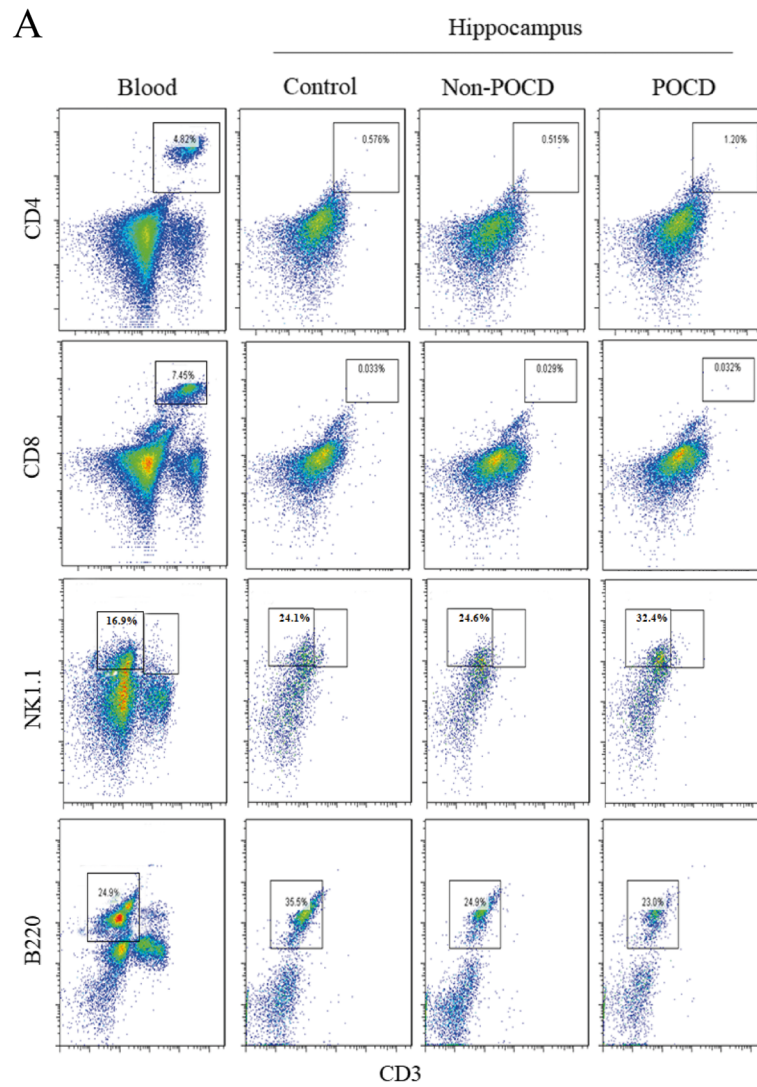 A
Hippocampus
Blood Control Non-POCD POCD
CD4
4.82% 0.576% 0.515% 1.20%
CD8
7.45% 0.033% 0.029% 0.032%
NK1.1
16.9% 24.1% 24.6% 32.4%
B220
24.9% 35.5% 24.9% 23.0%
CD3